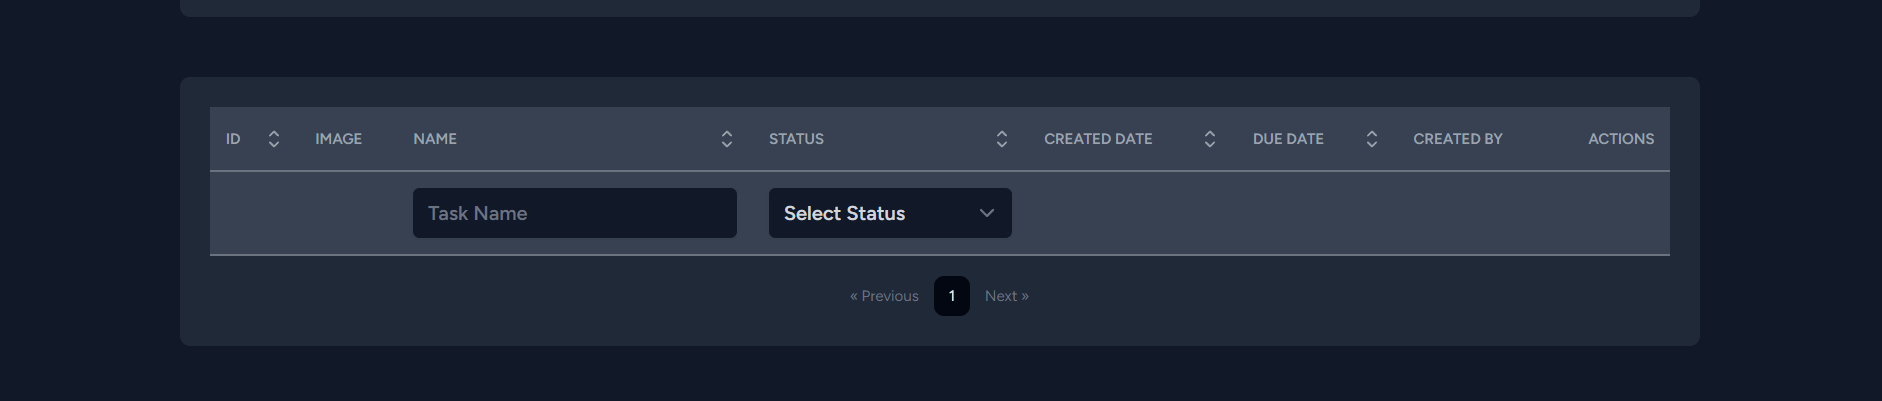 ID IMAGE NAME STATUS CREATED DATE DUE DATE CREATED BY ACTIONS
Task Name Select Status
« Previous 1 Next »